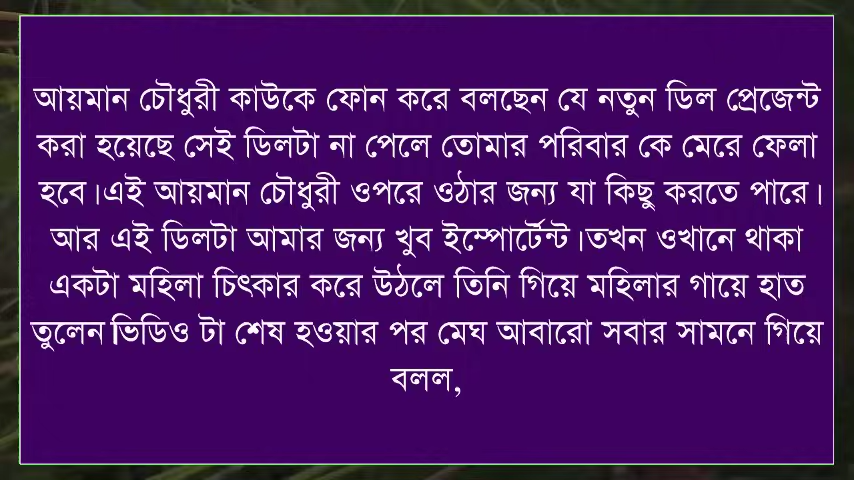 আয়মান চৌধুরী কাউকে ফোন করে বলছেন যে নতুন ডিল প্রেজেন্ট
করা হয়েছে সেই ডিলটা না পেলে তোমার পরিবার কে মেরে ফেলা
হবে।এই আয়মান চৌধুরী ওপরে ওঠার জন্য যা কিছু করতে পারে।
আর এই ডিলটা আমার জন্য খুব ইম্পোর্টেন্ট।তখন ওখানে থাকা
একটা মহিলা চিৎকার করে উঠলে তিনি গিয়ে মহিলার গায়ে হাত
তুলেন ভিডিও টা শেষ হওয়ার পর মেঘ আবারো সবার সামনে গিয়ে
বলল,